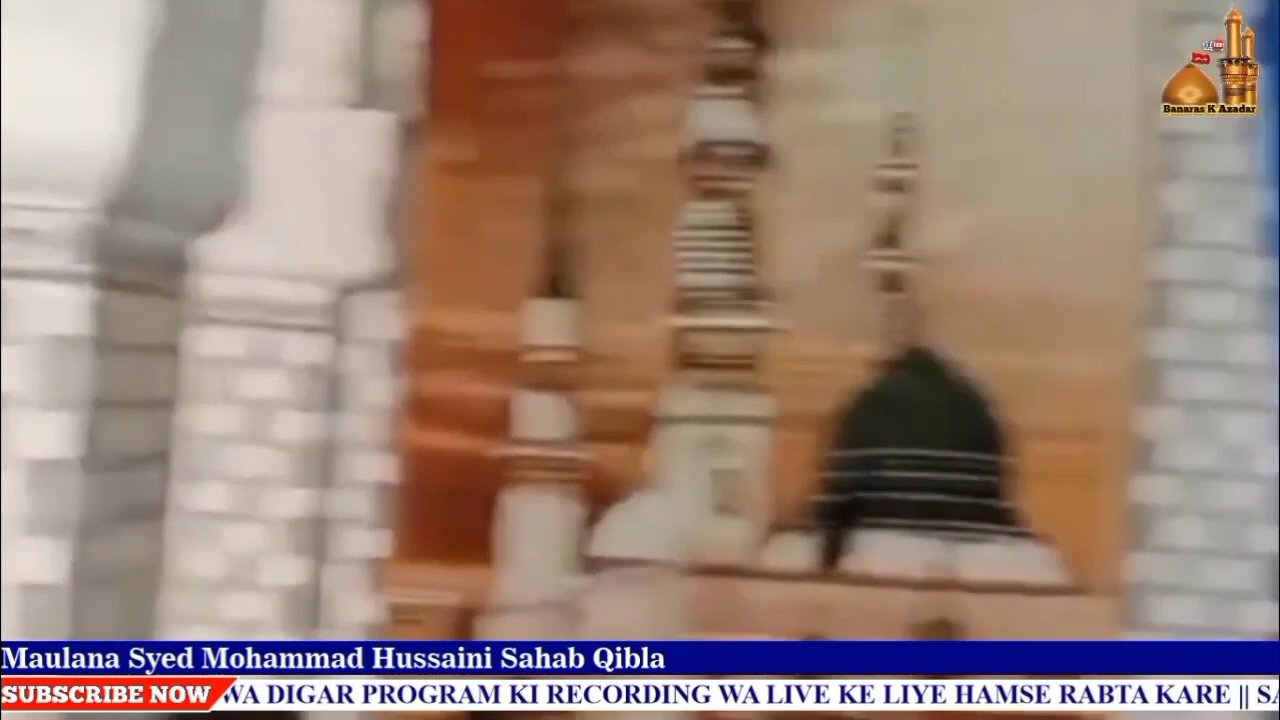 Banaras K Azadar
Maulana Syed Mohammad Hussaini Sahab Qibla
SUBSCRIBE NOW
WA DIGAR PROGRAM KI RECORDING WA LIVE KE LIYE HAMSE RABTA KARE ||